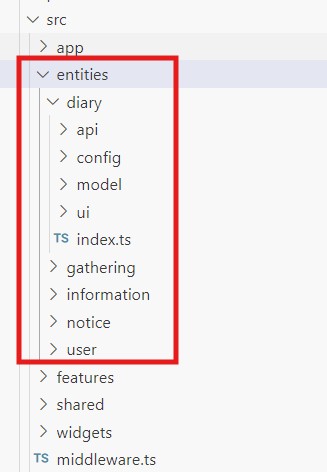 src
app
entities
diary
api
config
model
ui
TS index.ts
gathering
information
notice
user
features
shared
widgets
TS middleware.ts